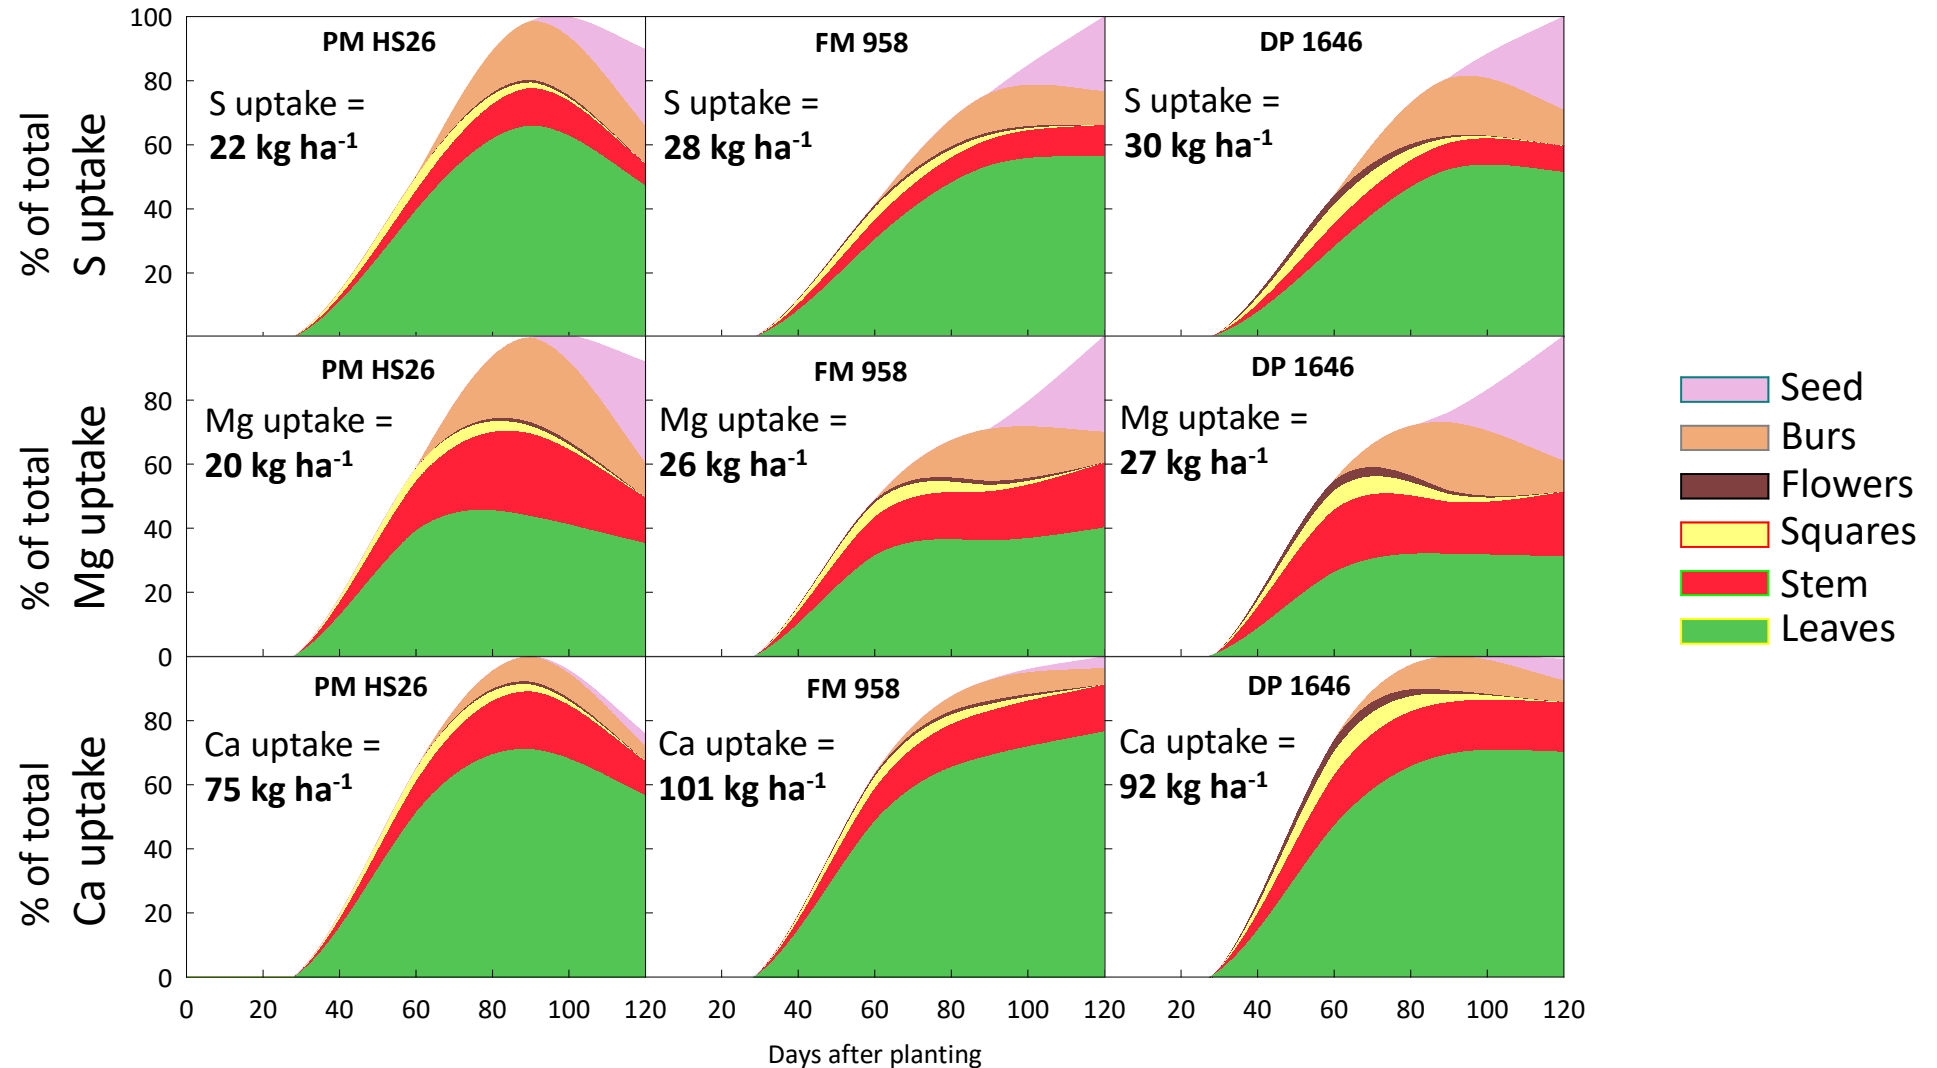 100
80
60
40
20
% of total
S uptake
PM HS26
S uptake =
22 kg ha-1
FM 958
S uptake =
28 kg ha-1
DP 1646
S uptake =
30 kg ha-1
80
60
40
20
0
% of total
Mg uptake
PM HS26
Mg uptake =
20 kg ha-1
FM 958
Mg uptake =
26 kg ha-1
DP 1646
Mg uptake =
27 kg ha-1
80
60
40
20
0
% of total
Ca uptake
PM HS26
Ca uptake =
75 kg ha-1
FM 958
Ca uptake =
101 kg ha-1
DP 1646
Ca uptake =
92 kg ha-1
0 20 40 60 80 100 120 20 40 60 80 100 120 20 40 60 80 100 120
Days after planting
Seed
Burs
Flowers
Squares
Stem
Leaves